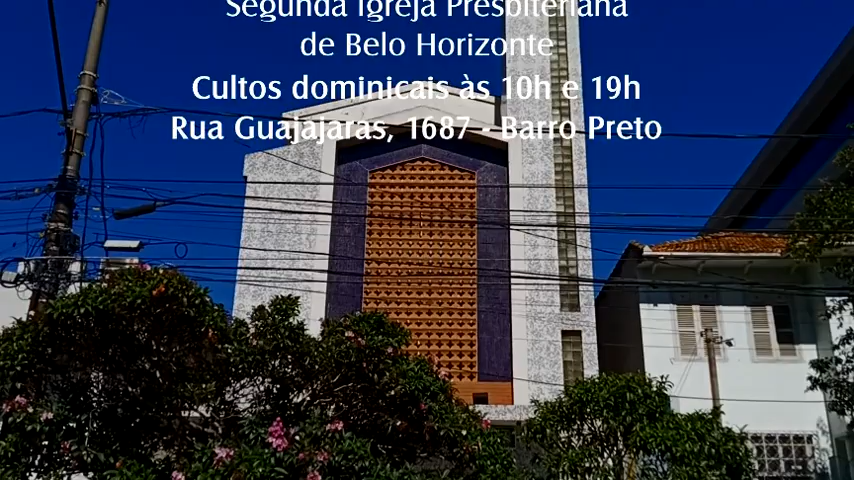 Segunda Igreja Presbiteriana
de Belo Horizonte
Cultos dominicais às 10h e 19h
Rua Guajajaras, 1687 - Barro Preto